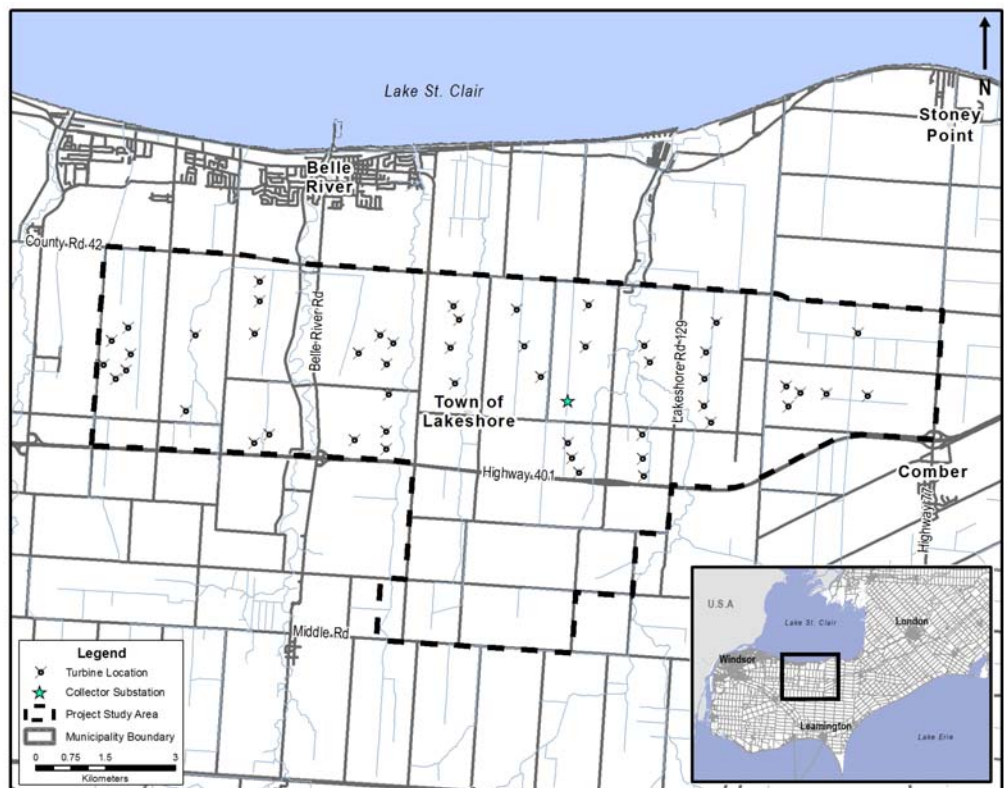 Lake St. Clair
N
Stoney
Point
Belle
River
County Rd 42
Belle River Rd
Lakeshore Rd 129
Town of
Lakeshore
Highway 401
Comber
Highway 77
Middle Rd
Legend
Turbine Location
Collector Substation
Project Study Area
Municipality Boundary
0 0.75 1.5 3
Kilometers
U.S.A
Lake St. Clair
London
Windsor
Leamington
Lake Erie